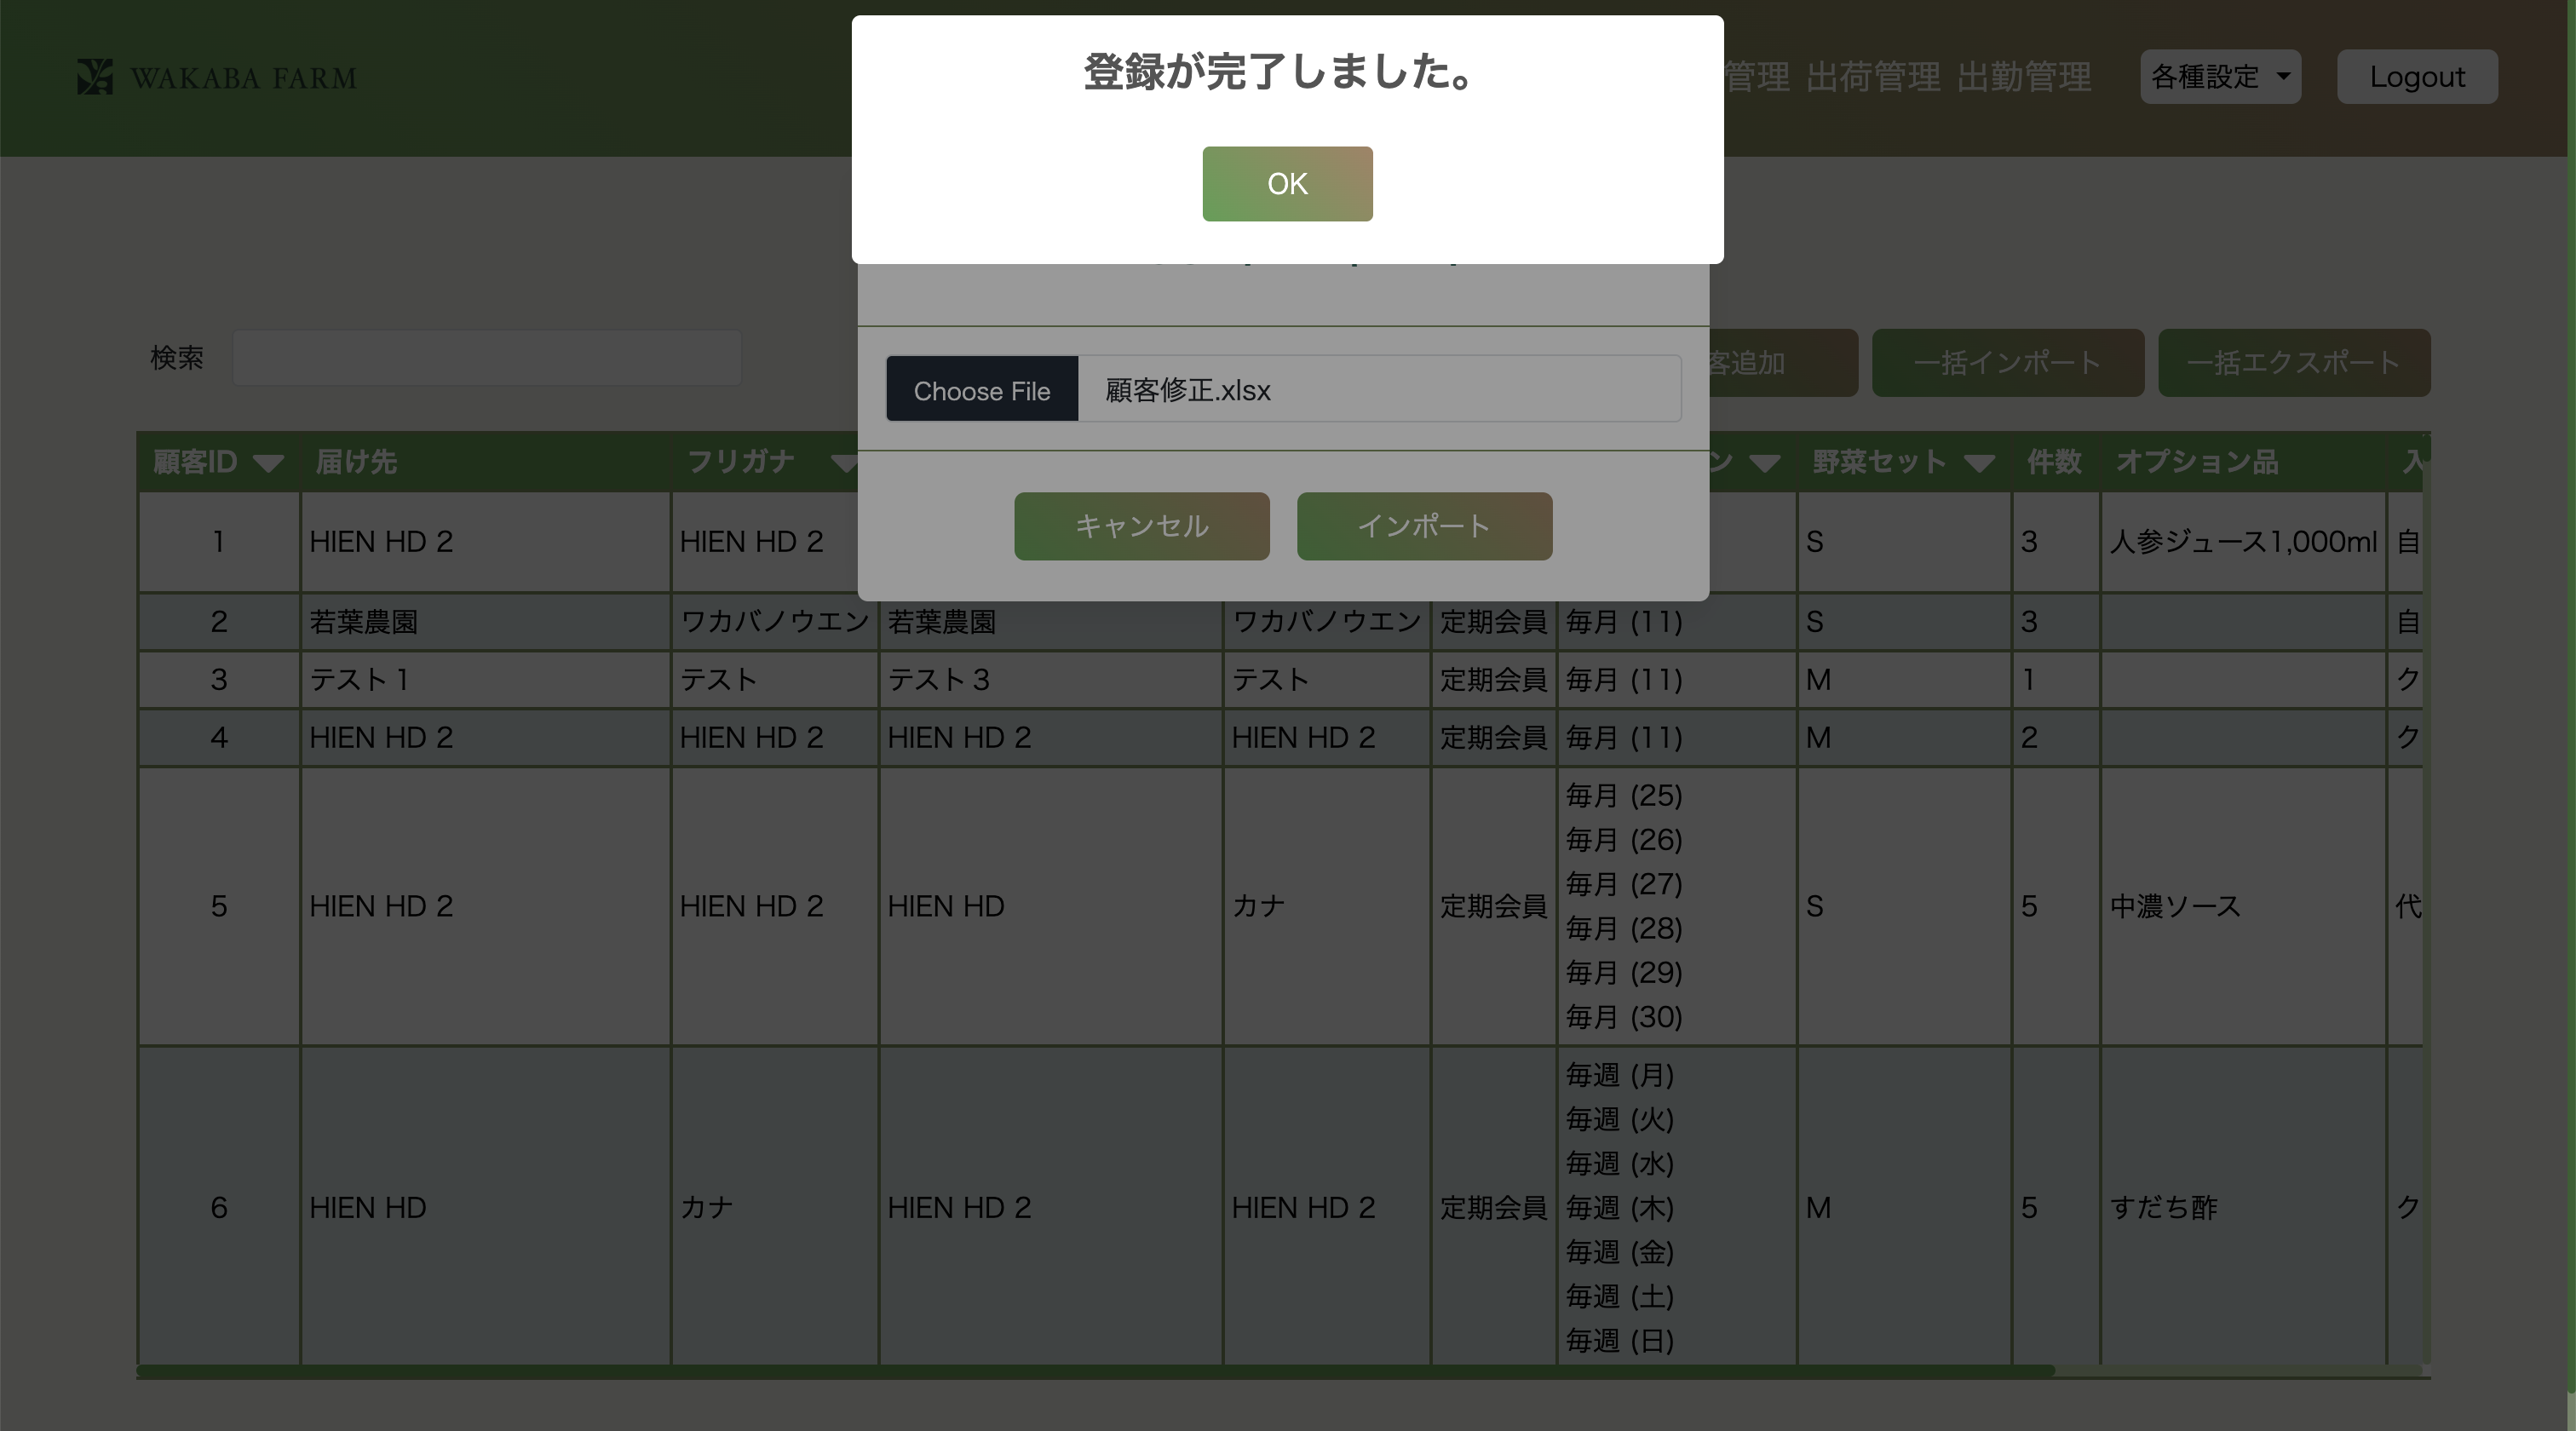 WAKABA FARM
登録が完了しました。
OK
管理 出荷管理 出勤管理
各種設定
Logout
検索
Choose File
顧客修正.xlsx
客追加
一括インポート
一括エクスポート
キャンセル
インポート
顧客ID 届け先 フリガナ ン 野菜セット 件数 オプション品 入
1 HIEN HD 2 HIEN HD 2 S 3 人参ジュース1,000ml 自
2 若葉農園 ワカバノウエン 若葉農園 ワカバノウエン 定期会員 毎月 (11) S 3 自
3 テスト1 テスト テスト3 テスト 定期会員 毎月 (11) M 1 ク
4 HIEN HD 2 HIEN HD 2 HIEN HD 2 HIEN HD 2 定期会員 毎月 (11) M 2 ク
5 HIEN HD 2 HIEN HD 2 HIEN HD カナ 定期会員
毎月 (25)
毎月 (26)
毎月 (27)
毎月 (28)
毎月 (29)
毎月 (30)
S 5 中濃ソース 代
6 HIEN HD カナ HIEN HD 2 HIEN HD 2 定期会員
毎週 (月)
毎週 (火)
毎週 (水)
毎週 (木)
毎週 (金)
毎週 (土)
毎週 (日)
M 5 すだち酢 ク